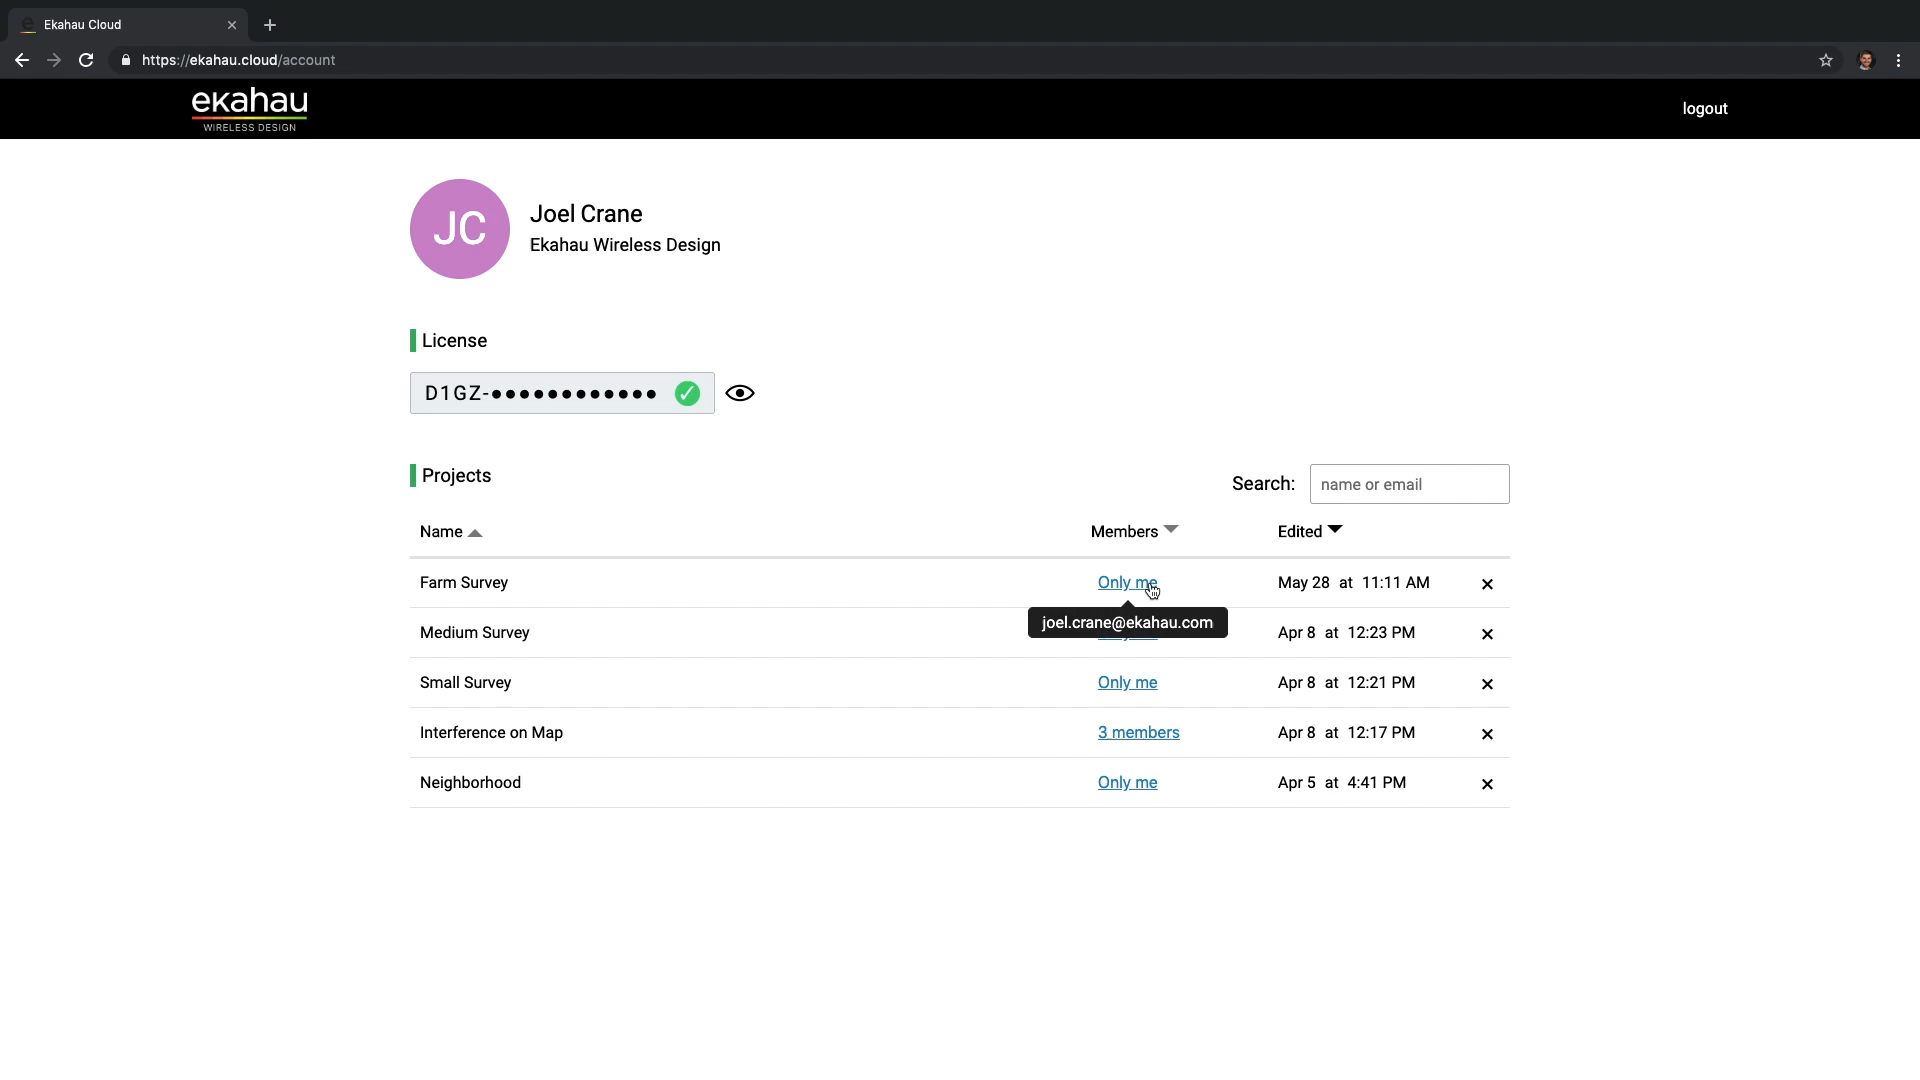 Ekahau Cloud
https://ekahau.cloud/account
ekahau
WIRELESS DESIGN
logout
JC
Joel Crane
Ekahau Wireless Design
License
D1GZ-●●●●●●●●●●●●
Projects
Search: name or email
Name Members Edited
Farm Survey Only me May 28 at 11:11 AM
joel.crane@ekahau.com
Medium Survey Apr 8 at 12:23 PM
Small Survey Only me Apr 8 at 12:21 PM
Interference on Map 3 members Apr 8 at 12:17 PM
Neighborhood Only me Apr 5 at 4:41 PM